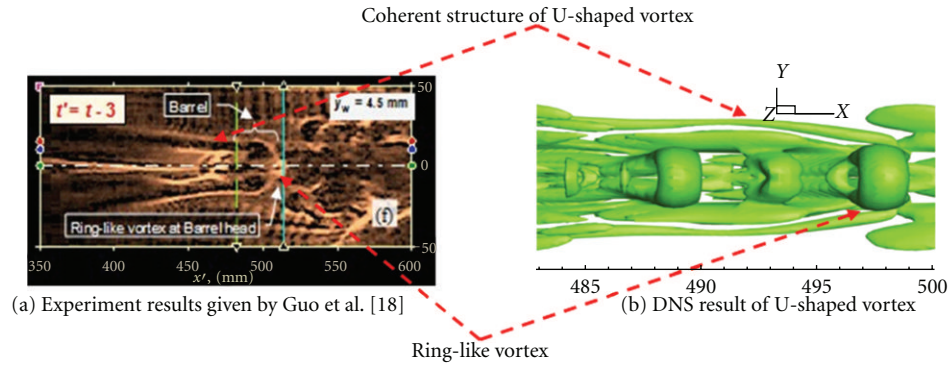 Coherent structure of U-shaped vortex
50
t' = t - 3
Barrel
y_w = 4.5 mm
0
Ring-like vortex at Barrel head
(f)
50
350 400 450 500 550 600
x′, (mm)
Y
Z X
485 490 495 500
(a) Experiment results given by Guo et al. [18]
(b) DNS result of U-shaped vortex
Ring-like vortex